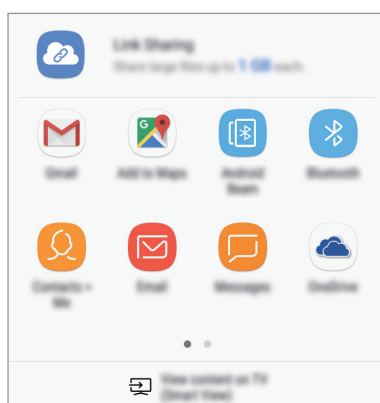 Link Sharing
Share large files up to 1 GB each.
G
Gmail
Add to Maps
Android
Beam
Bluetooth
Contacts >
Me
Email
Messages
OneDrive
View content on TV
(Smart View)